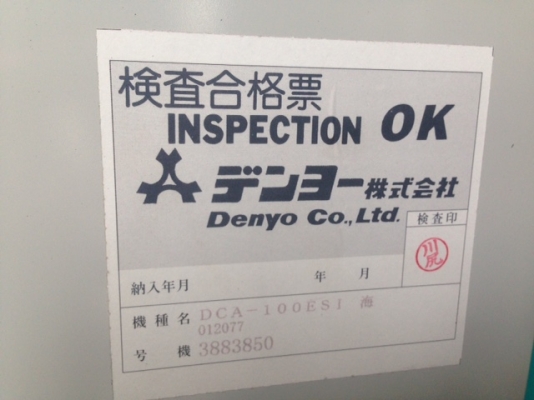 検査合格票
INSPECTION OK
デンヨー株式会社
Denyo Co.,Ltd.
検査印
川尻
納入年月 年 月
機種名 DCA-100ESI 海
012077
号機 3883850